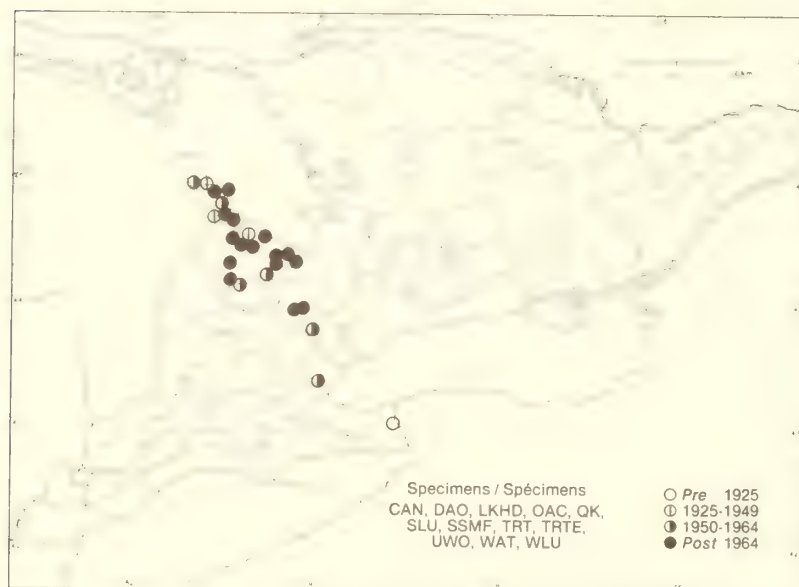 Specimens / Spécimens
CAN, DAO, LKHD, OAC, QK,
SLU, SSMF, TRT, TRTE,
UWO, WAT, WLU
Pre 1925
1925-1949
1950-1964
Post 1964